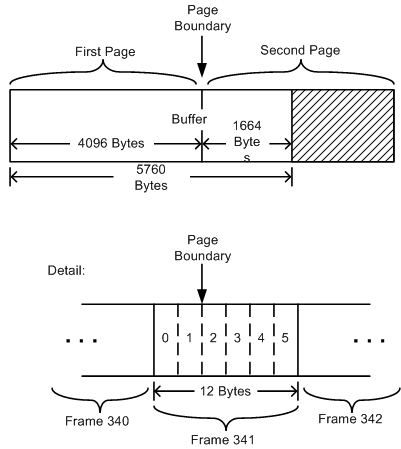 Page
Boundary
First Page
Second Page
Buffer
4096 Bytes
1664
Byte
s
5760
Bytes
Page
Boundary
Detail:
. . .
0 1 2 3 4 5
. . .
12 Bytes
Frame 340
Frame 341
Frame 342